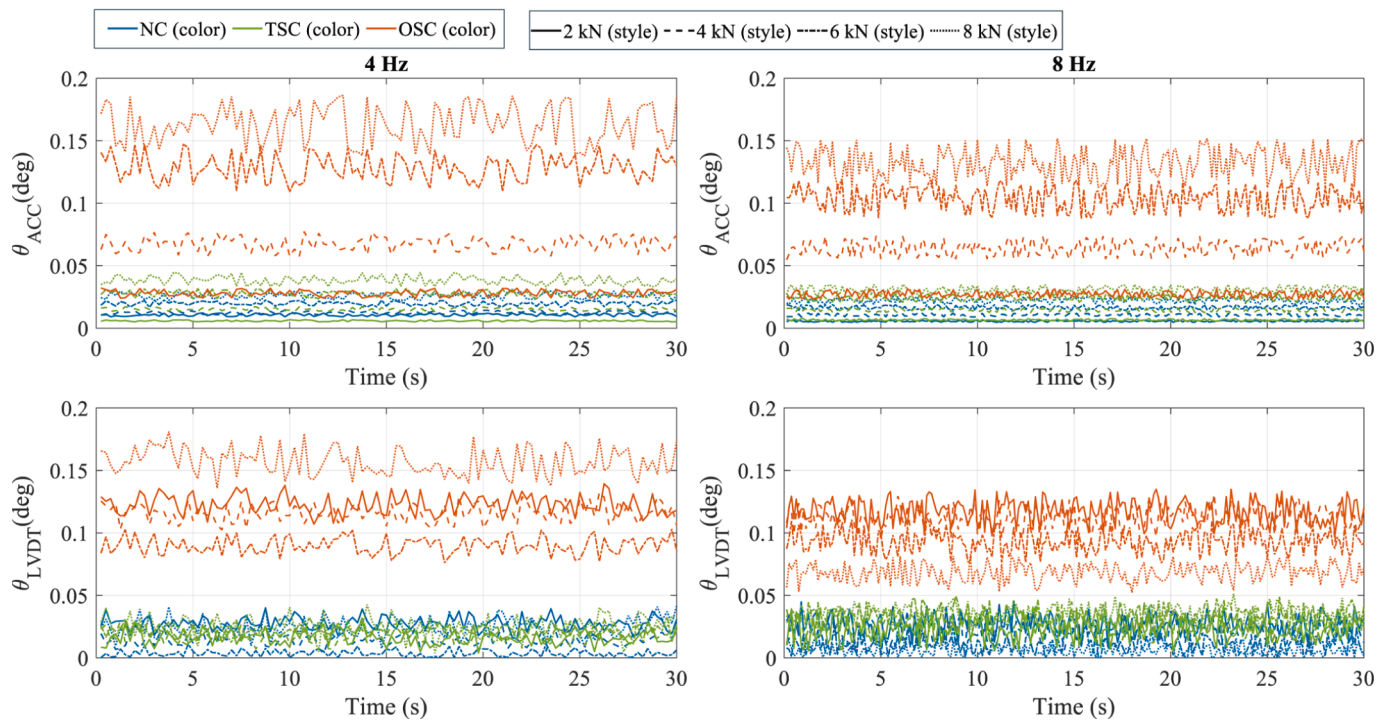 NC (color) TSC (color) OSC (color) 2 kN (style) 4 kN (style) 6 kN (style) 8 kN (style)
4 Hz 8 Hz
0.2 0.2
0.15 0.15
0.1 0.1
0.05 0.05
0 0
θACC(deg) θACC(deg)
0 5 10 15 20 25 30 0 5 10 15 20 25 30
Time (s) Time (s)
0.2 0.2
0.15 0.15
0.1 0.1
0.05 0.05
0 0
θLVDT(deg) θLVDT(deg)
0 5 10 15 20 25 30 0 5 10 15 20 25 30
Time (s) Time (s)